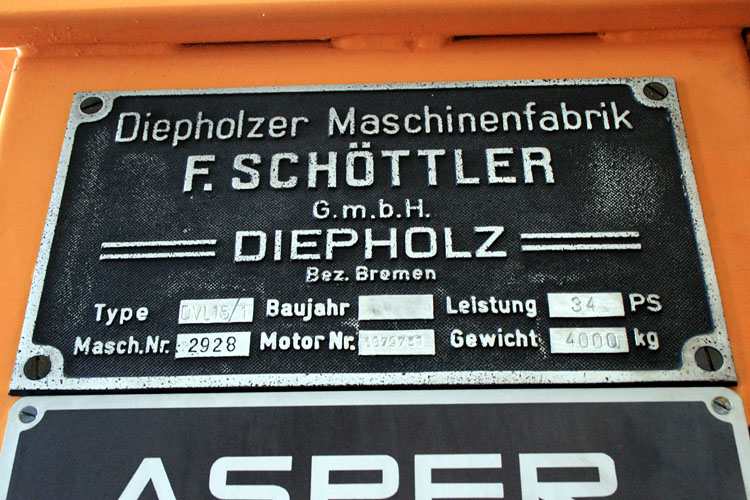 Diepholzer Maschinenfabrik
F. SCHÖTTLER
G.m.b.H.
DIEPHOLZ
Bez. Bremen
Type DVL15/1 Baujahr Leistung 34 PS
Masch.Nr. 2928 Motor Nr. Gewicht 4000 kg
ASPER